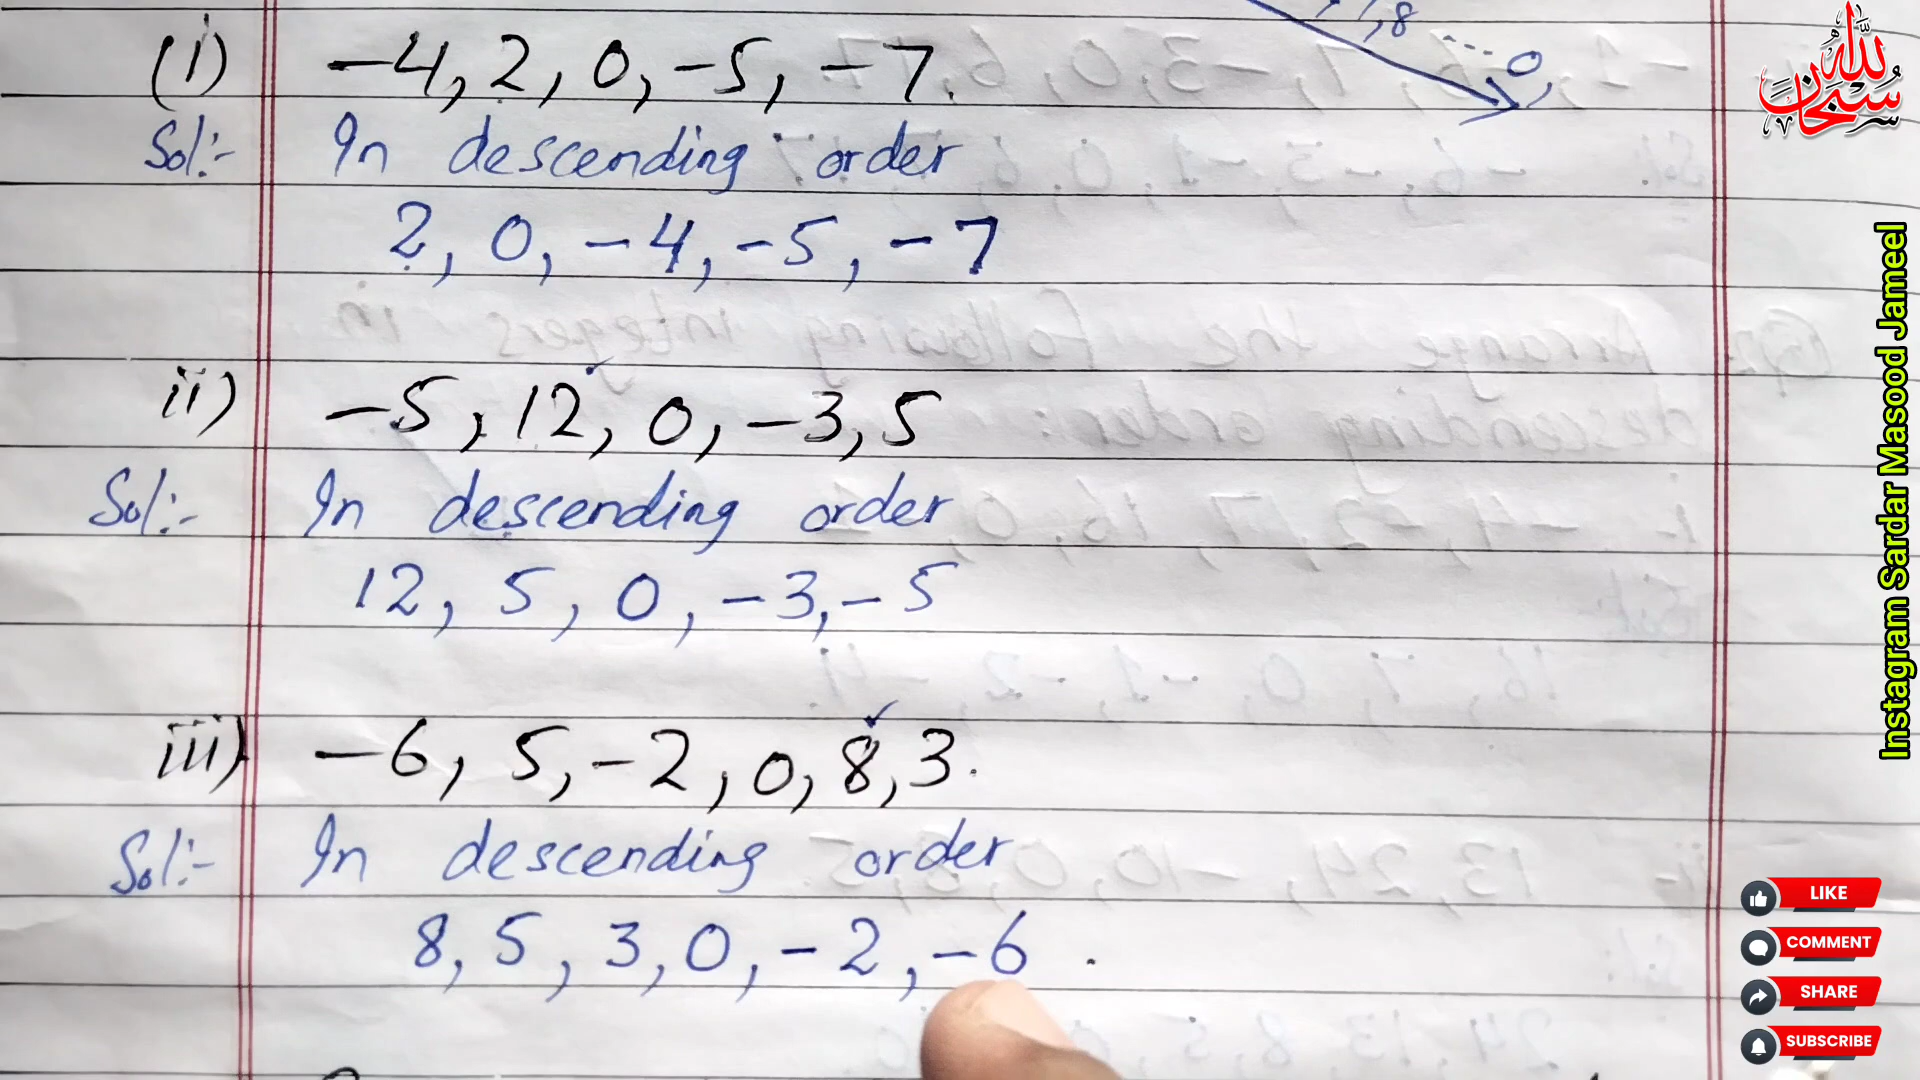 (i) -4, 2, 0, -5, -7.
Sol:- In descending order
2, 0, -4, -5, -7
ii) -5, 12, 0, -3, 5
Sol:- In descending order
12, 5, 0, -3, -5
iii) -6, 5, -2, 0, 8, 3.
Sol:- In descending order
8, 5, 3, 0, -2, -6 .
سبحان الله
Instagram Sardar Masood Jameel
LIKE
COMMENT
SHARE
SUBSCRIBE